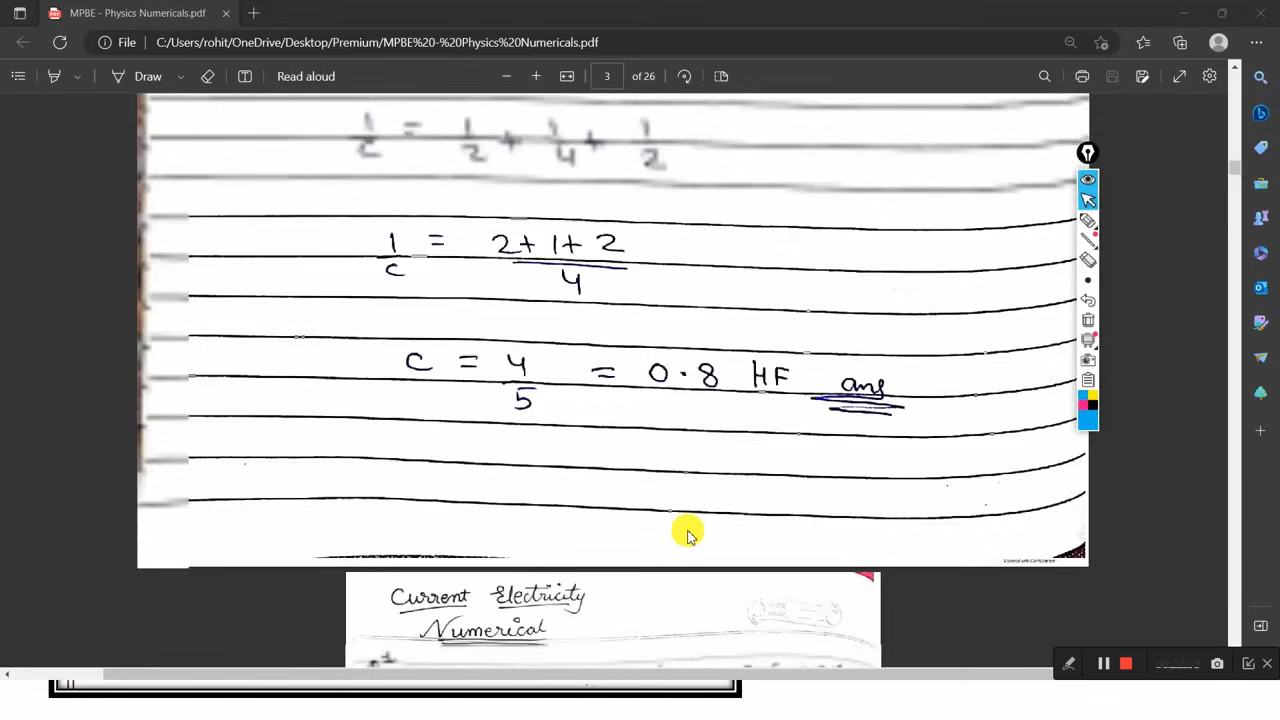 MPBE - Physics Numericals.pdf
File C:/Users/rohit/OneDrive/Desktop/Premium/MPBE%20-%20Physics%20Numericals.pdf
Draw Read aloud 3 of 26
1/c = 1/2 + 1/4 + 1/2
1/c = 2+1+2/4
c = 4/5 = 0.8 HF ans
Current Electricity
Numerical